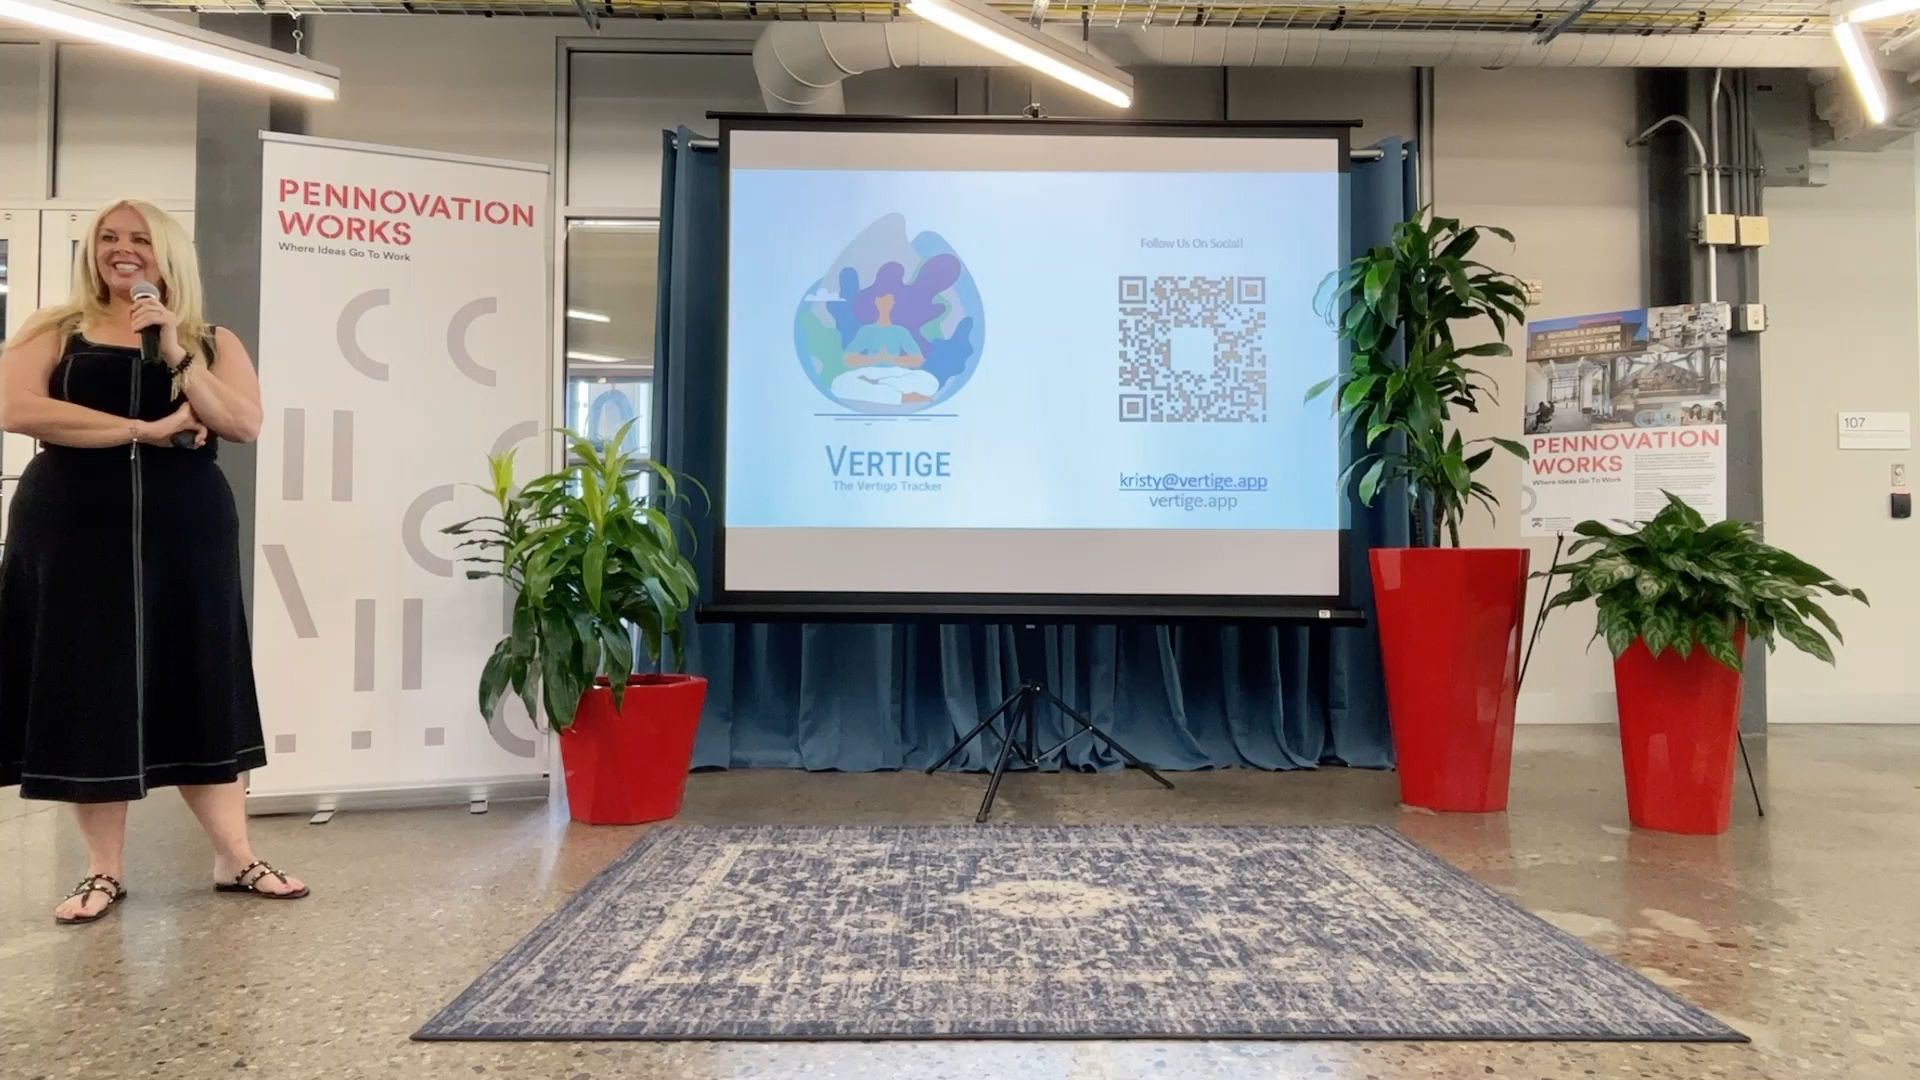 PENNOVATION
WORKS
Where Ideas Go To Work
Follow Us On Social!
VERTIGE
The Vertigo Tracker
kristy@vertige.app
vertige.app
PENNOVATION
WORKS
Where Ideas Go To Work
107